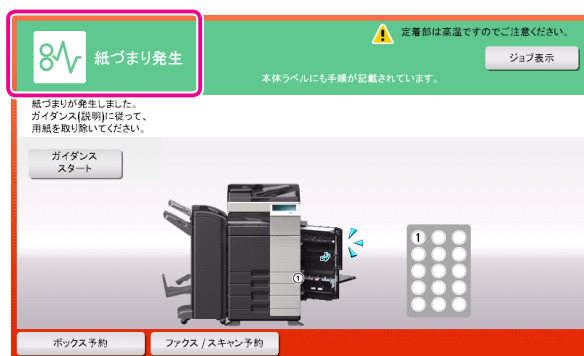 定着部は高温ですのでご注意ください。
紙づまり発生
ジョブ表示
本体ラベルにも手順が記載されています。
紙づまりが発生しました。
ガイダンス(説明)に従って、
用紙を取り除いてください。
ガイダンス
スタート
1
1
ボックス予約
ファクス / スキャン予約